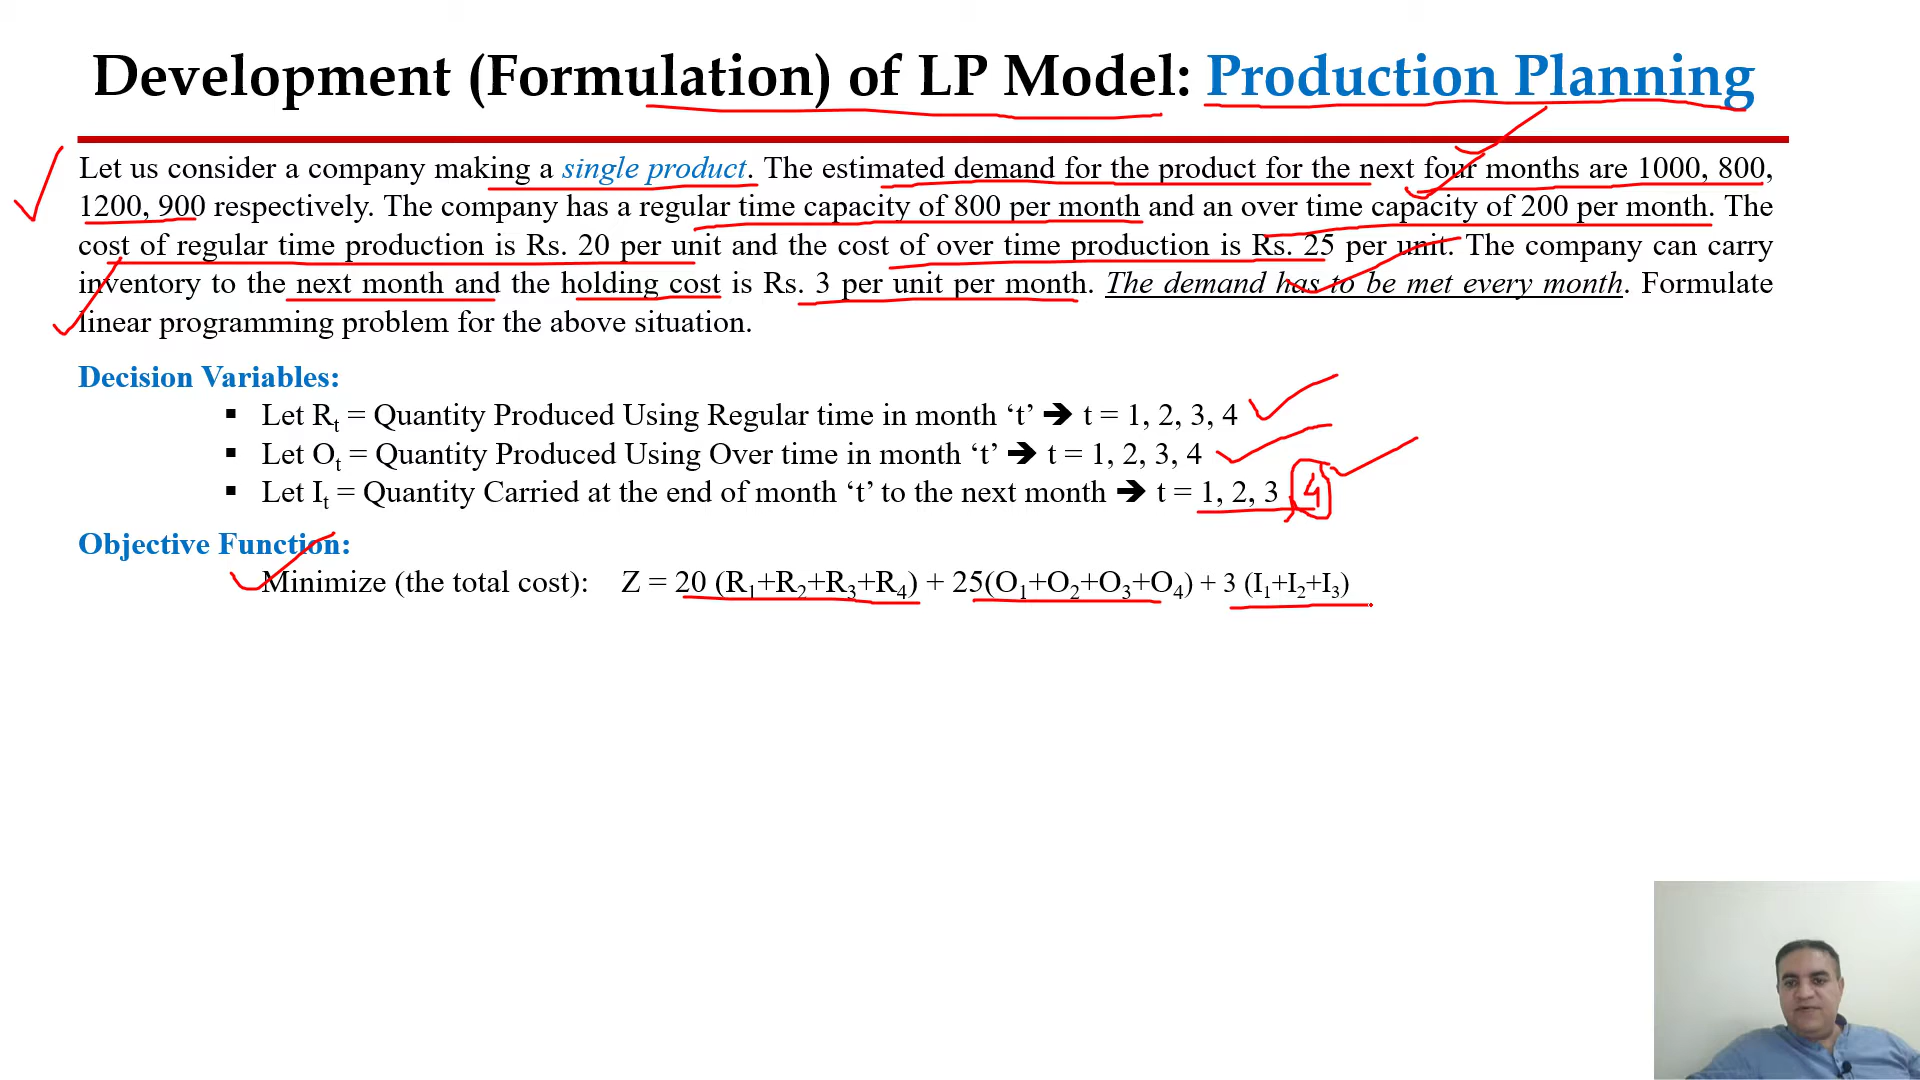 Development (Formulation) of LP Model: Production Planning
Let us consider a company making a single product. The estimated demand for the product for the next four months are 1000, 800,
1200, 900 respectively. The company has a regular time capacity of 800 per month and an over time capacity of 200 per month. The
cost of regular time production is Rs. 20 per unit and the cost of over time production is Rs. 25 per unit. The company can carry
inventory to the next month and the holding cost is Rs. 3 per unit per month. The demand has to be met every month. Formulate
linear programming problem for the above situation.
Decision Variables:
▪ Let Rₜ = Quantity Produced Using Regular time in month ‘t’ ➔ t = 1, 2, 3, 4
▪ Let Oₜ = Quantity Produced Using Over time in month ‘t’ ➔ t = 1, 2, 3, 4
▪ Let Iₜ = Quantity Carried at the end of month ‘t’ to the next month ➔ t = 1, 2, 3, 4
Objective Function:
Minimize (the total cost): Z = 20 (R₁+R₂+R₃+R₄) + 25(O₁+O₂+O₃+O₄) + 3 (I₁+I₂+I₃)